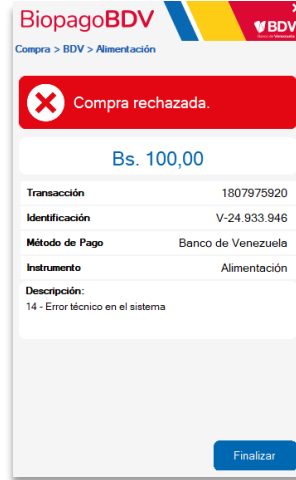 BiopagoBDV
BDV
Banco de Venezuela
Compra > BDV > Alimentación
Compra rechazada.
Bs. 100,00
Transacción 1807975920
Identificación V-24.933.946
Método de Pago Banco de Venezuela
Instrumento Alimentación
Descripción:
14 - Error técnico en el sistema
Finalizar